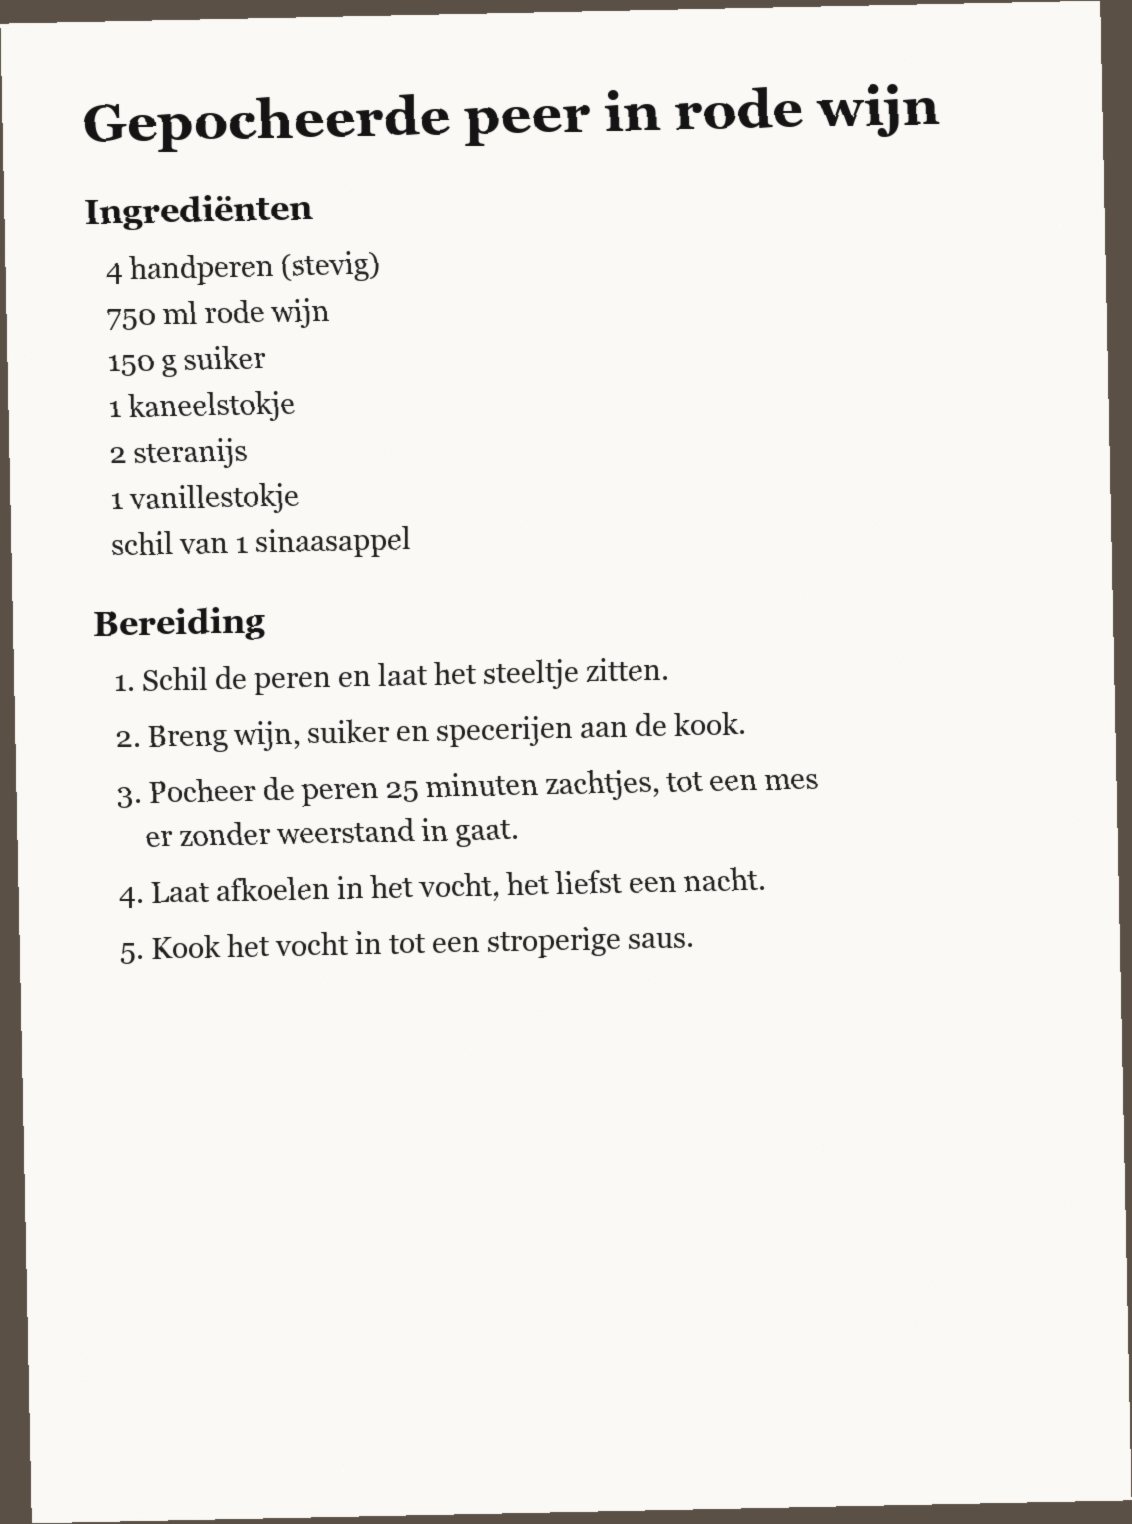 Gepocheerde peer in rode wijn
Ingrediënten
4 handperen (stevig)
750 ml rode wijn
150 g suiker
1 kaneelstokje
2 steranijs
1 vanillestokje
schil van 1 sinaasappel
Bereiding
1. Schil de peren en laat het steeltje zitten.
2. Breng wijn, suiker en specerijen aan de kook.
3. Pocheer de peren 25 minuten zachtjes, tot een mes
er zonder weerstand in gaat.
4. Laat afkoelen in het vocht, het liefst een nacht.
5. Kook het vocht in tot een stroperige saus.